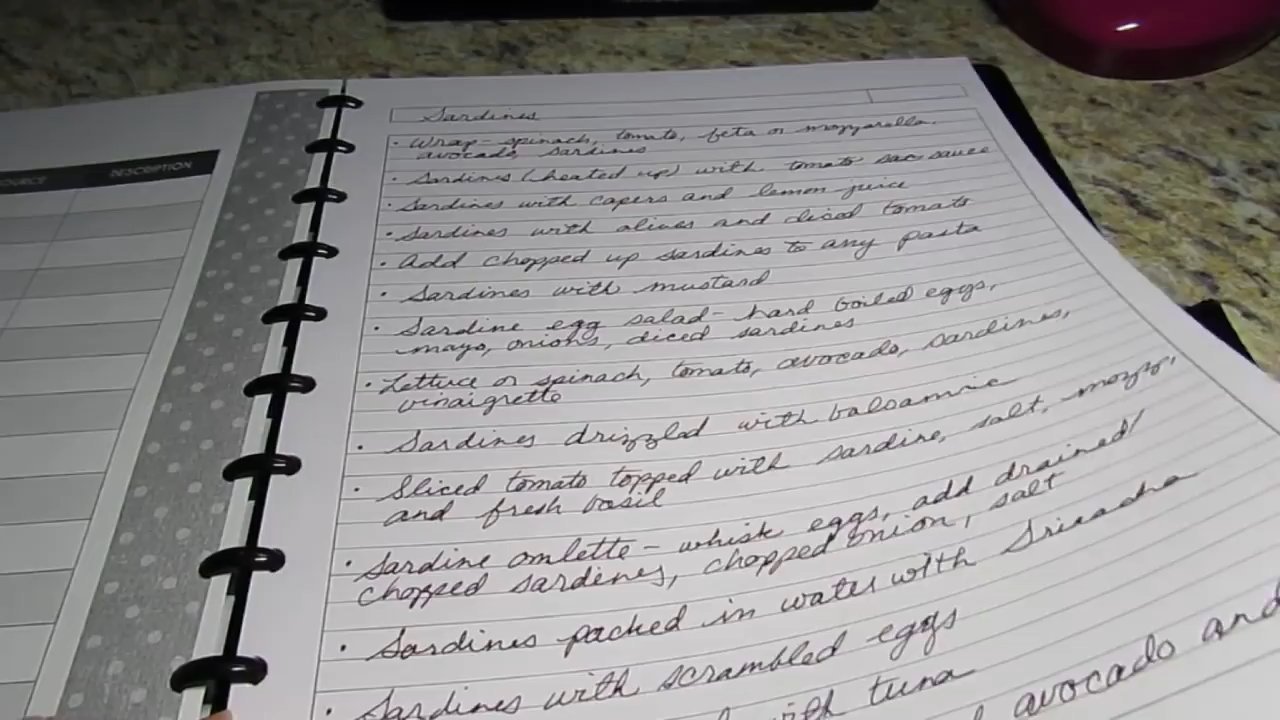 OURCE DESCRIPTION
Sardines
• Wrap - spinach, tomato, feta or mozzarella,
avocado, sardines
• Sardines (heated up) with tomato sauce
• Sardines with capers and lemon juice
• Sardines with olives and diced tomato
• Add chopped up sardines to any pasta
• Sardines with mustard
• Sardine egg salad - hard boiled eggs,
mayo, onions, diced sardines
• Lettuce or spinach, tomato, avocado, sardines,
vinaigrette
• Sardines drizzled with balsamic
• Sliced tomato topped with sardine, salt, mozz,
and fresh basil
• Sardine omlette - whisk eggs, add drained/
chopped sardines, chopped onion, salt
• Sardines packed in water with Sriracha
• Sardines with scrambled eggs
with tuna
avocado and